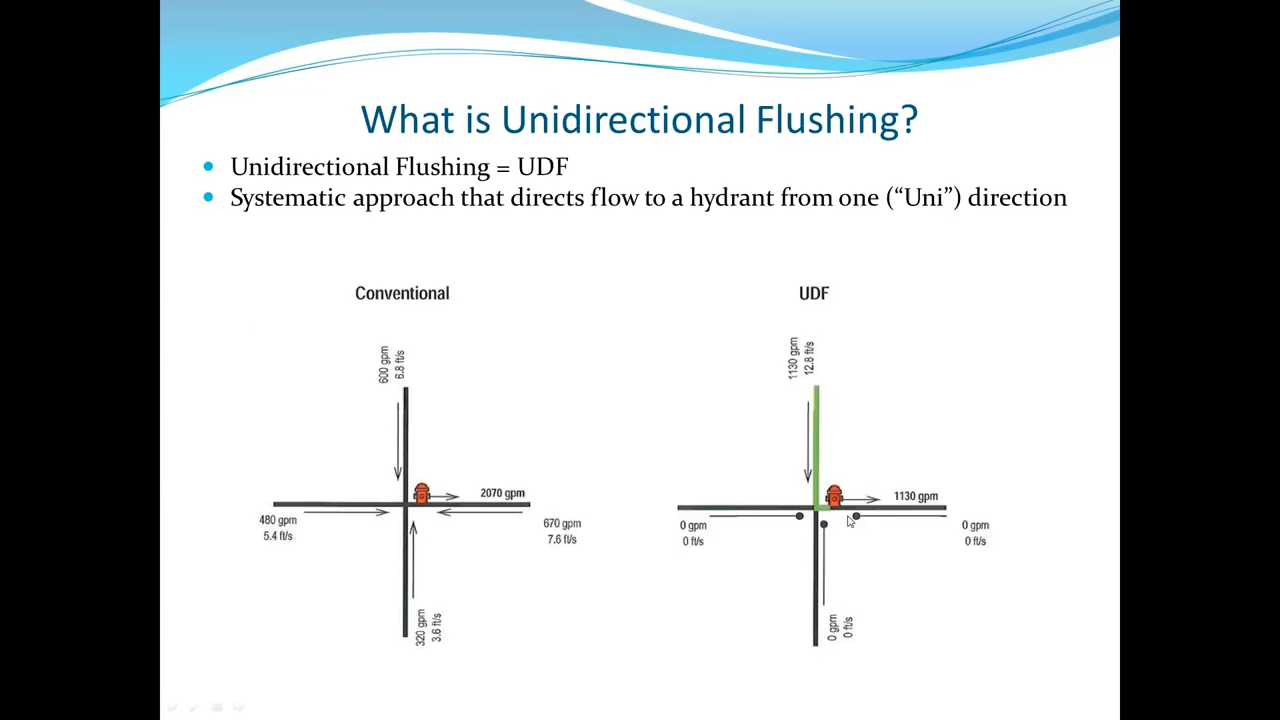 What is Unidirectional Flushing?
Unidirectional Flushing = UDF
Systematic approach that directs flow to a hydrant from one (“Uni”) direction
Conventional
600 gpm
6.8 ft/s
2070 gpm
480 gpm
5.4 ft/s
670 gpm
7.6 ft/s
320 gpm
3.6 ft/s
UDF
1130 gpm
12.8 ft/s
1130 gpm
0 gpm
0 ft/s
0 gpm
0 ft/s
0 gpm
0 ft/s